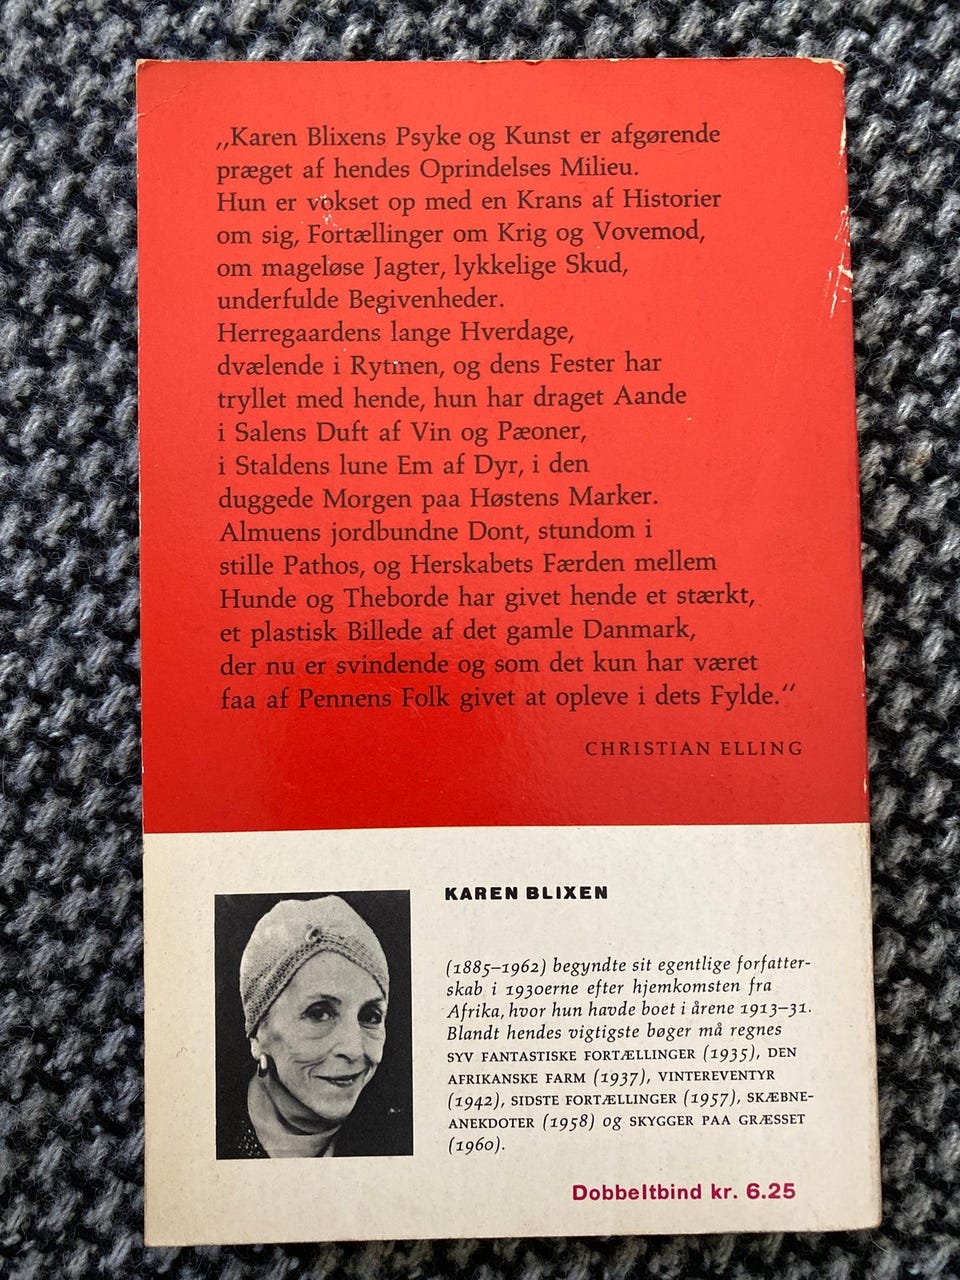 „Karen Blixens Psyke og Kunst er afgørende
præget af hendes Oprindelses Milieu.
Hun er vokset op med en Krans af Historier
om sig, Fortællinger om Krig og Vovemod,
om mageløse Jagter, lykkelige Skud,
underfulde Begivenheder.
Herregaardens lange Hverdage,
dvælende i Rytmen, og dens Fester har
tryllet med hende, hun har draget Aande
i Salens Duft af Vin og Pæoner,
i Staldens lune Em af Dyr, i den
duggede Morgen paa Høstens Marker.
Almuens jordbundne Dont, stundom i
stille Pathos, og Herskabets Færden mellem
Hunde og Theborde har givet hende et stærkt,
et plastisk Billede af det gamle Danmark,
der nu er svindende og som det kun har været
faa af Pennens Folk givet at opleve i dets Fylde.“
CHRISTIAN ELLING
KAREN BLIXEN
(1885–1962) begyndte sit egentlige forfatter-
skab i 1930erne efter hjemkomsten fra
Afrika, hvor hun havde boet i årene 1913–31.
Blandt hendes vigtigste bøger må regnes
SYV FANTASTISKE FORTÆLLINGER (1935), DEN
AFRIKANSKE FARM (1937), VINTEREVENTYR
(1942), SIDSTE FORTÆLLINGER (1957), SKÆBNE-
ANEKDOTER (1958) og SKYGGER PAA GRÆSSET
(1960).
Dobbeltbind kr. 6.25